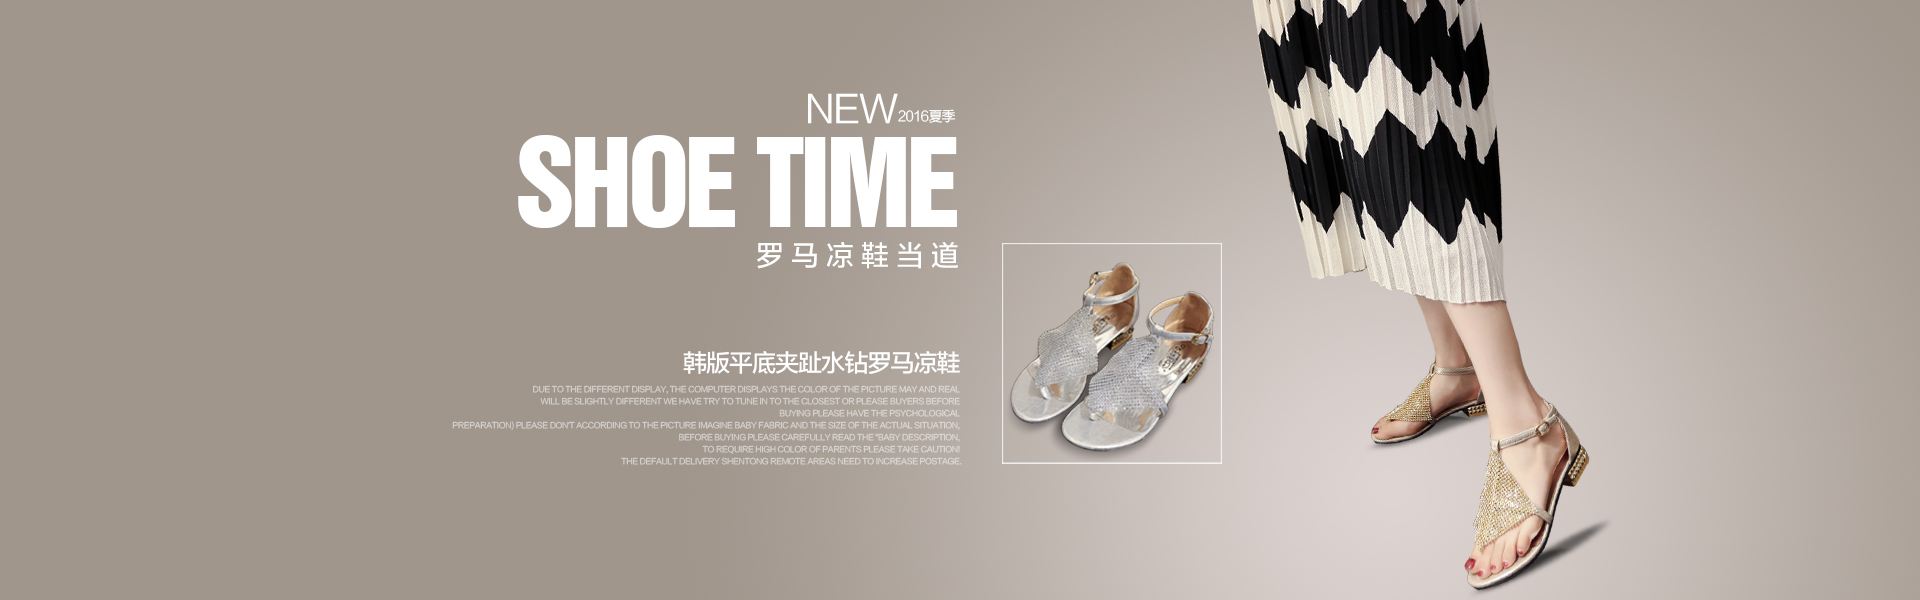 NEW 2016夏季
SHOE TIME
罗马凉鞋当道
韩版平底夹趾水钻罗马凉鞋
DUE TO THE DIFFERENT DISPLAY, THE COMPUTER DISPLAYS THE COLOR OF THE PICTURE MAY AND REAL
WILL BE SLIGHTLY DIFFERENT WE HAVE TRY TO TUNE IN TO THE CLOSEST OR PLEASE BUYERS BEFORE
BUYING PLEASE HAVE THE PSYCHOLOGICAL
PREPARATION) PLEASE DON'T ACCORDING TO THE PICTURE IMAGINE BABY FABRIC AND THE SIZE OF THE ACTUAL SITUATION,
BEFORE BUYING PLEASE CAREFULLY READ THE "BABY DESCRIPTION,
TO REQUIRE HIGH COLOR OF PARENTS PLEASE TAKE CAUTION!
THE DEFAULT DELIVERY SHENTONG REMOTE AREAS NEED TO INCREASE POSTAGE.